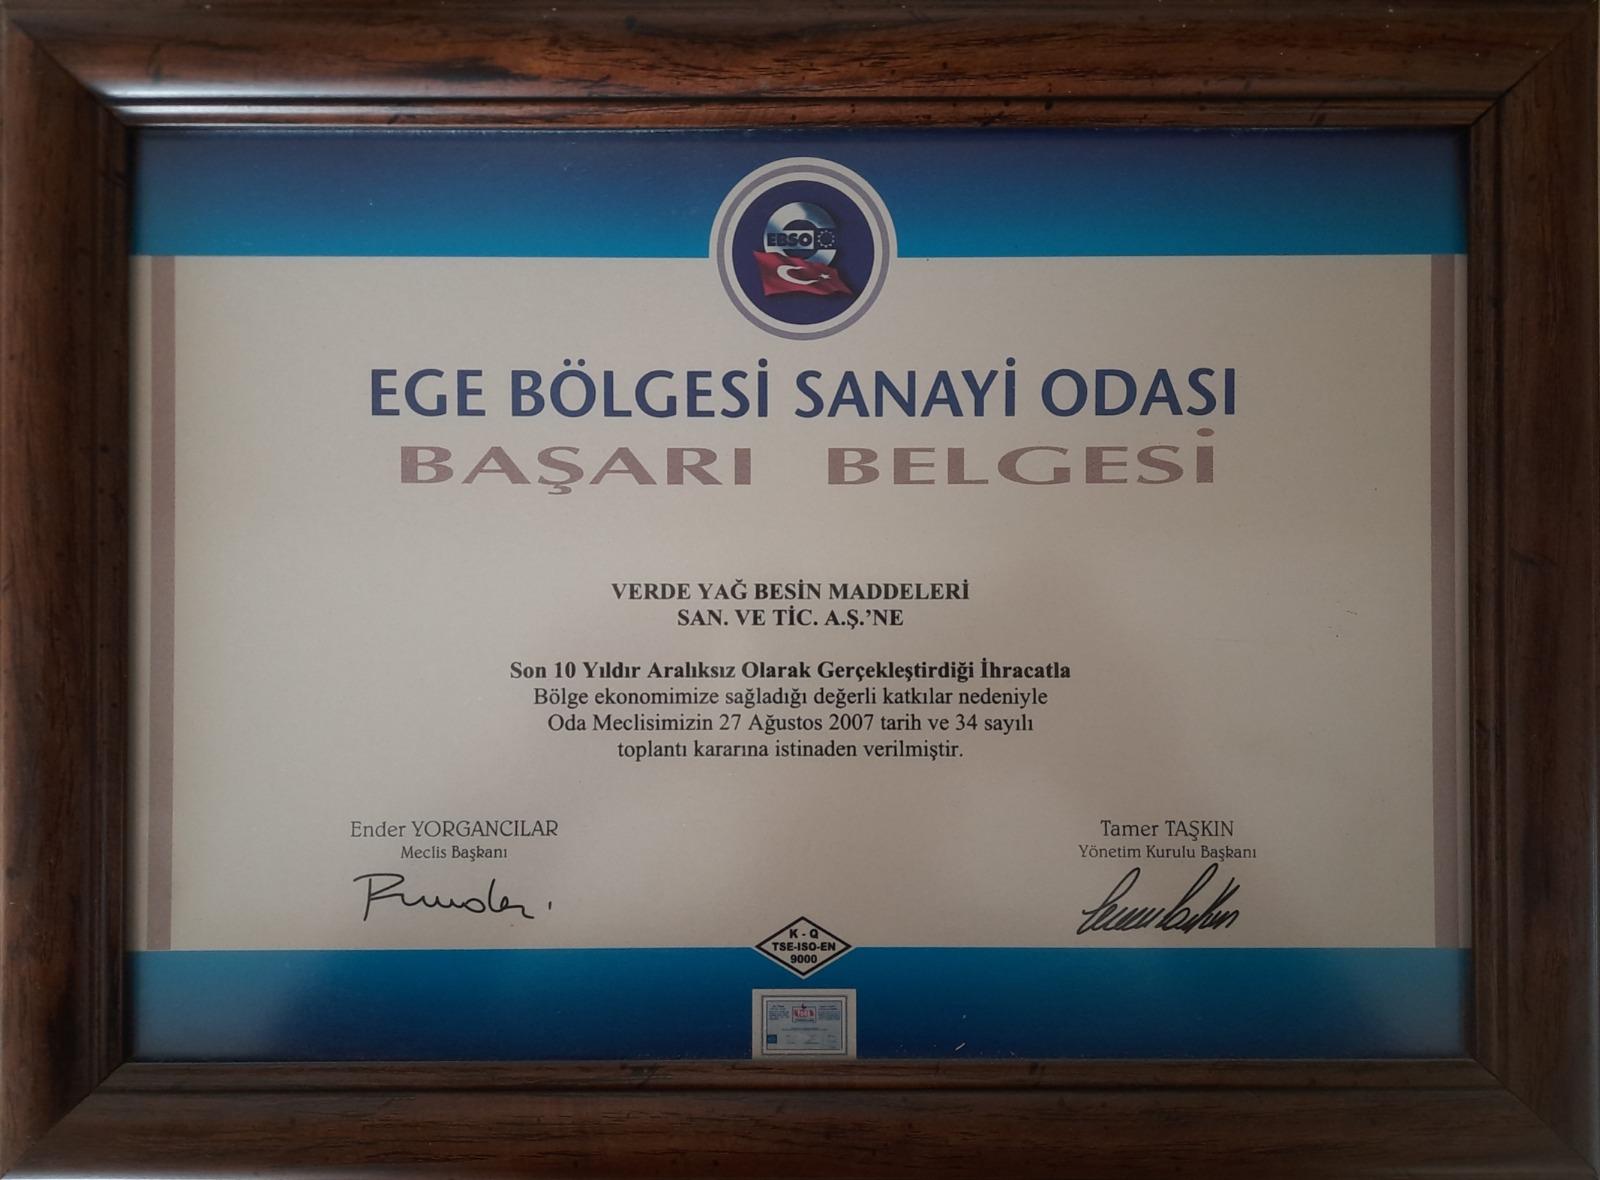 EBSO
EGE BÖLGESİ SANAYİ ODASI
BAŞARI BELGESİ
VERDE YAĞ BESİN MADDELERİ
SAN. VE TİC. A.Ş.'NE
Son 10 Yıldır Aralıksız Olarak Gerçekleştirdiği İhracatla
Bölge ekonomimize sağladığı değerli katkılar nedeniyle
Oda Meclisimizin 27 Ağustos 2007 tarih ve 34 sayılı
toplantı kararına istinaden verilmiştir.
Ender YORGANCILAR
Meclis Başkanı
Tamer TAŞKIN
Yönetim Kurulu Başkanı
K - Q
TSE-ISO-EN
9000